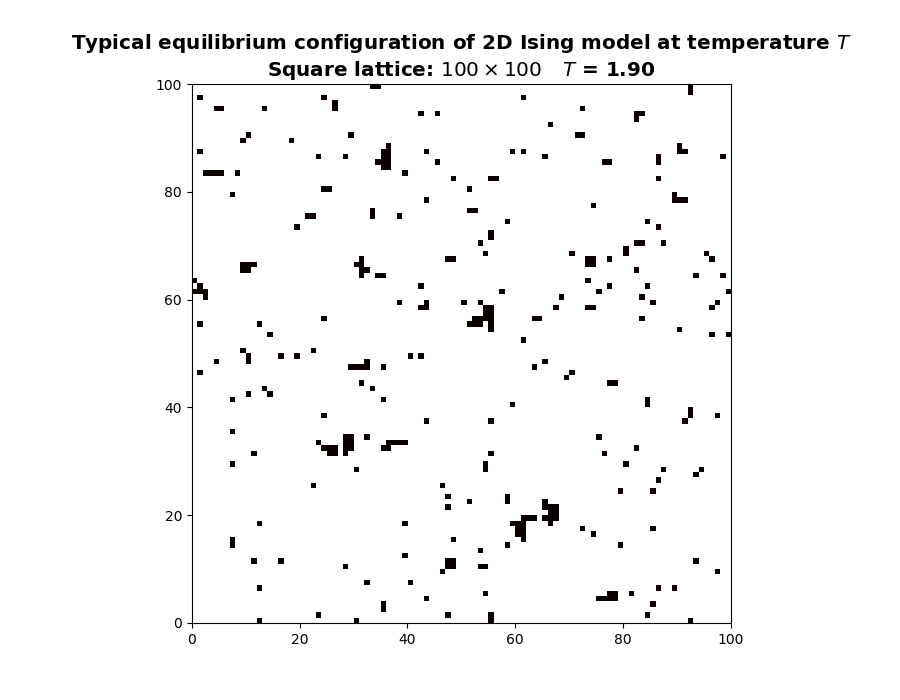 Typical equilibrium configuration of 2D Ising model at temperature T
Square lattice: 100 × 100 T = 1.90
100
80
60
40
20
0
0 20 40 60 80 100